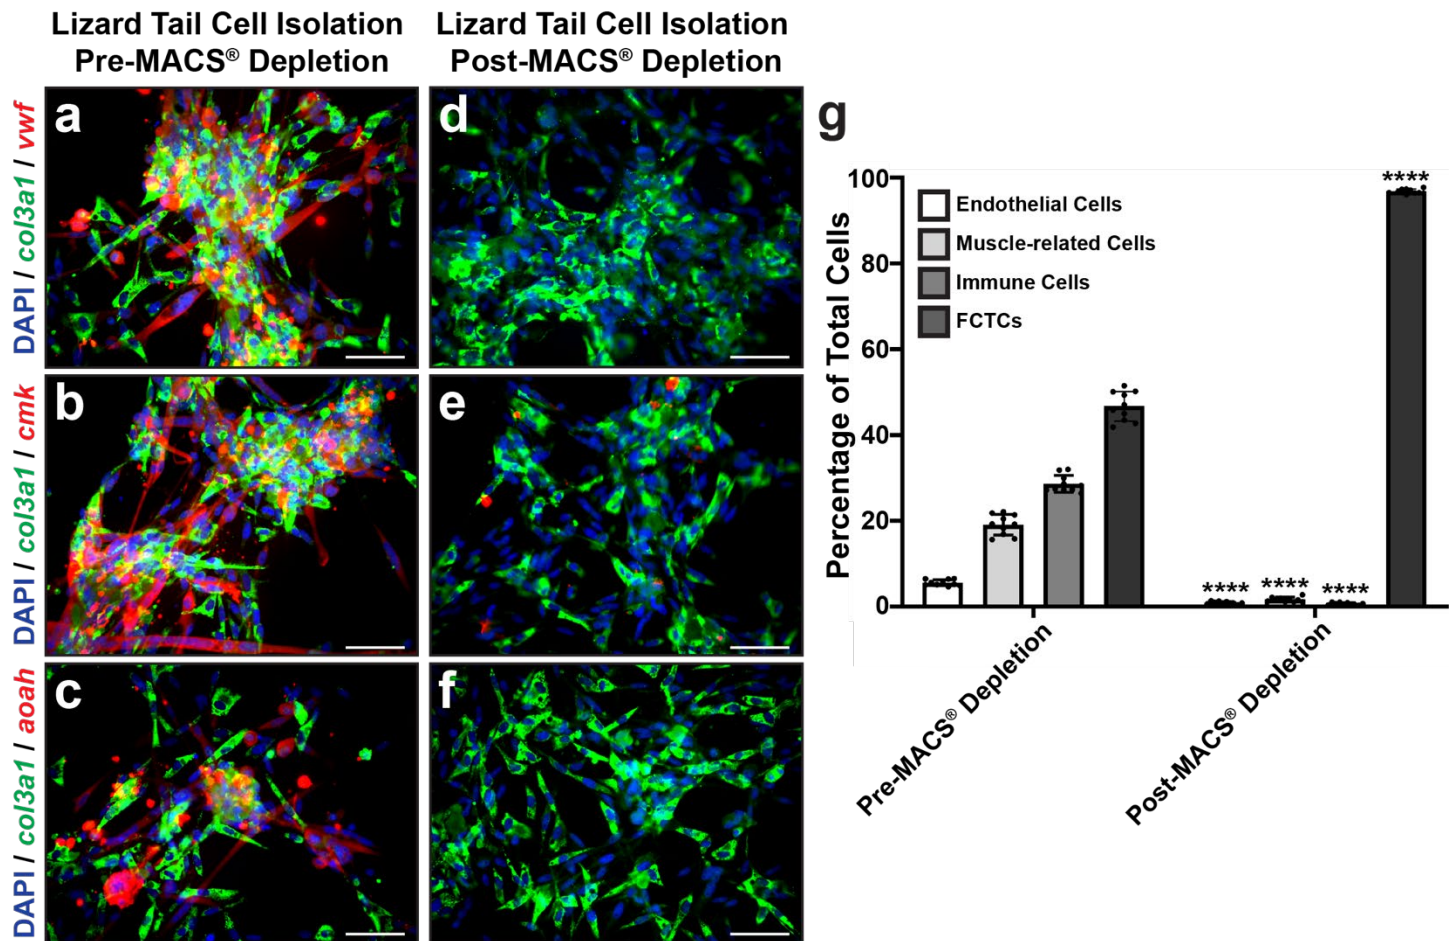 Lizard Tail Cell Isolation
Pre-MACS® Depletion
Lizard Tail Cell Isolation
Post-MACS® Depletion
DAPI / col3a1 / vwf
a
d
DAPI / col3a1 / cmk
b
e
DAPI / col3a1 / aoah
c
f
g
Percentage of Total Cells
100
80
60
40
20
0
Endothelial Cells
Muscle-related Cells
Immune Cells
FCTCs
****
****
****
****
Pre-MACS® Depletion
Post-MACS® Depletion